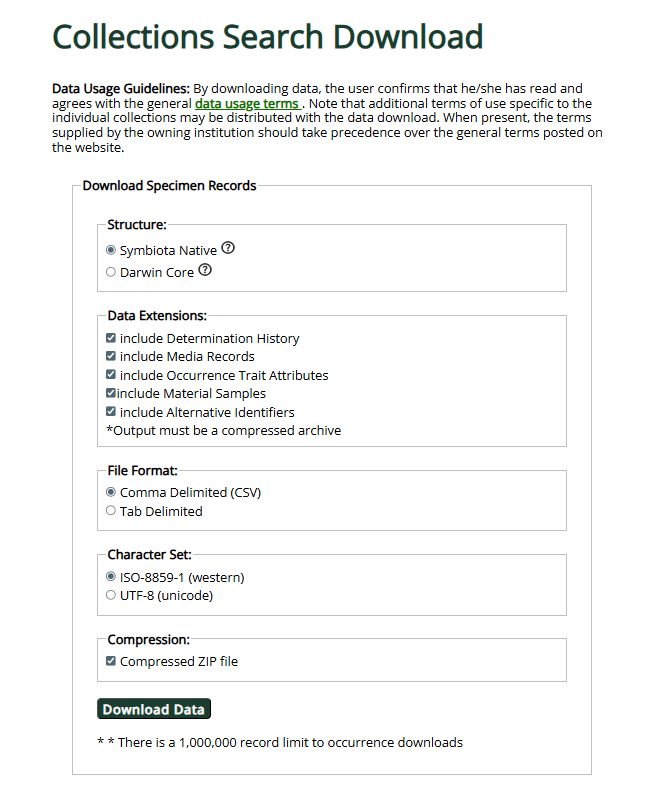 Collections Search Download
Data Usage Guidelines: By downloading data, the user confirms that he/she has read and
agrees with the general data usage terms . Note that additional terms of use specific to the
individual collections may be distributed with the data download. When present, the terms
supplied by the owning institution should take precedence over the general terms posted on
the website.
Download Specimen Records
Structure:
Symbiota Native ?
Darwin Core ?
Data Extensions:
include Determination History
include Media Records
include Occurrence Trait Attributes
include Material Samples
include Alternative Identifiers
*Output must be a compressed archive
File Format:
Comma Delimited (CSV)
Tab Delimited
Character Set:
ISO-8859-1 (western)
UTF-8 (unicode)
Compression:
Compressed ZIP file
Download Data
* * There is a 1,000,000 record limit to occurrence downloads